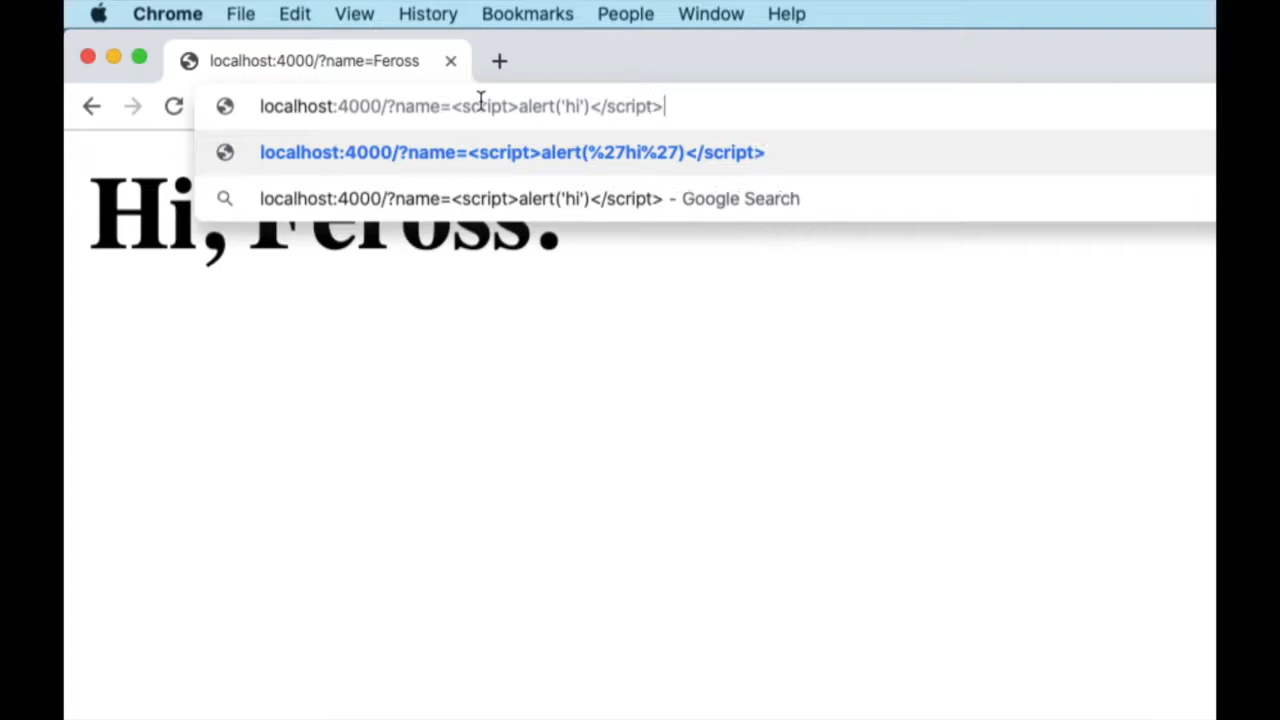 Chrome File Edit View History Bookmarks People Window Help
localhost:4000/?name=Feross
localhost:4000/?name=<script>alert('hi')</script>
localhost:4000/?name=<script>alert(%27hi%27)</script>
localhost:4000/?name=<script>alert('hi')</script> - Google Search
Hi, Feross!